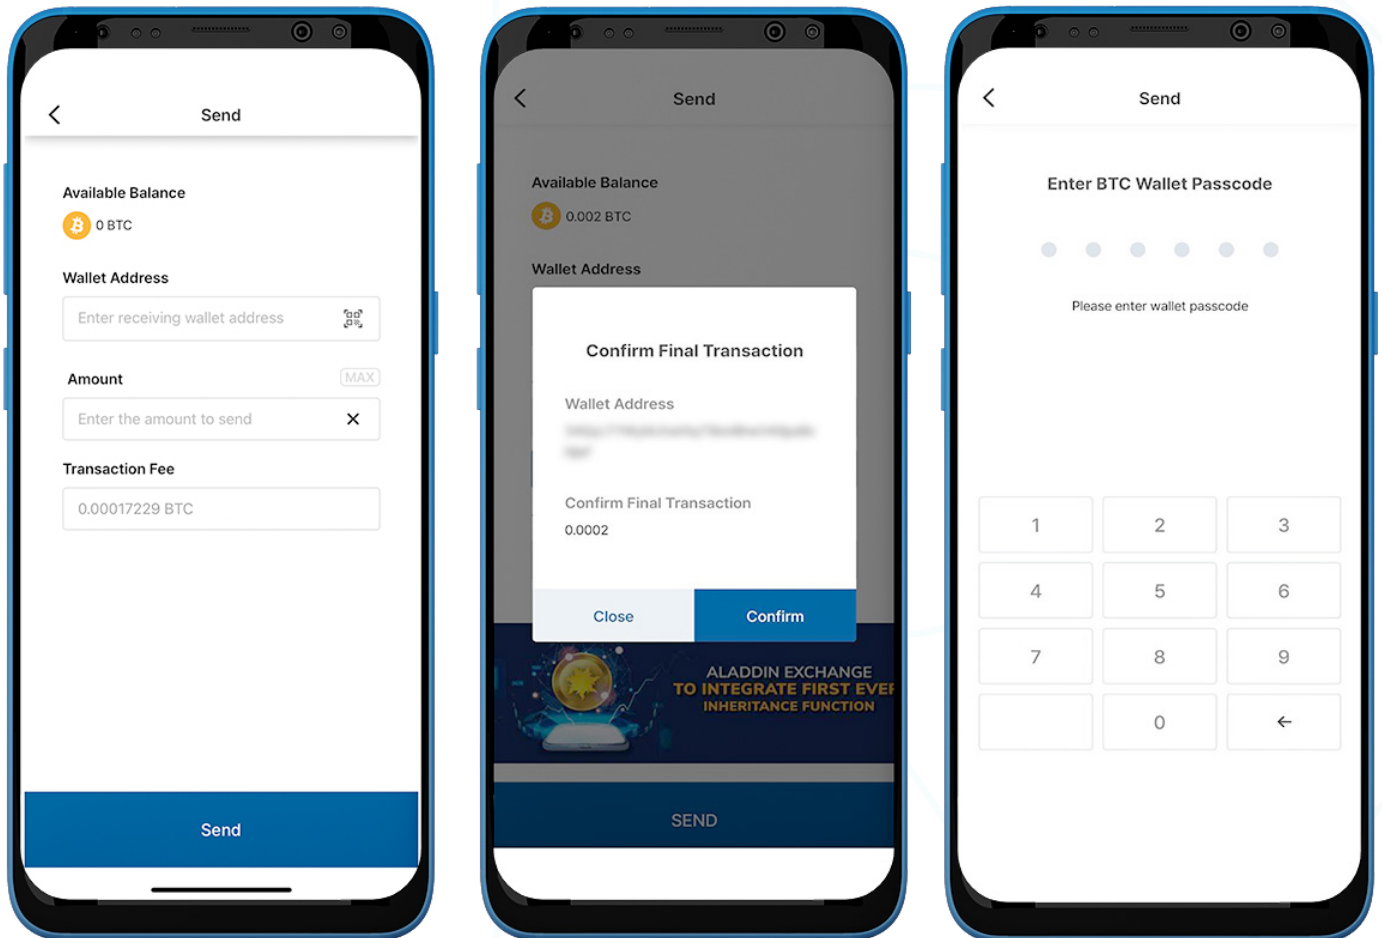 Send
Available Balance
0 BTC
Wallet Address
Enter receiving wallet address
Amount
MAX
Enter the amount to send
Transaction Fee
0.00017229 BTC
Send
Send
Available Balance
0.002 BTC
Wallet Address
Confirm Final Transaction
Wallet Address
Confirm Final Transaction
0.0002
Close
Confirm
ALADDIN EXCHANGE
TO INTEGRATE FIRST EVER
INHERITANCE FUNCTION
SEND
Send
Enter BTC Wallet Passcode
Please enter wallet passcode
1 2 3
4 5 6
7 8 9
0